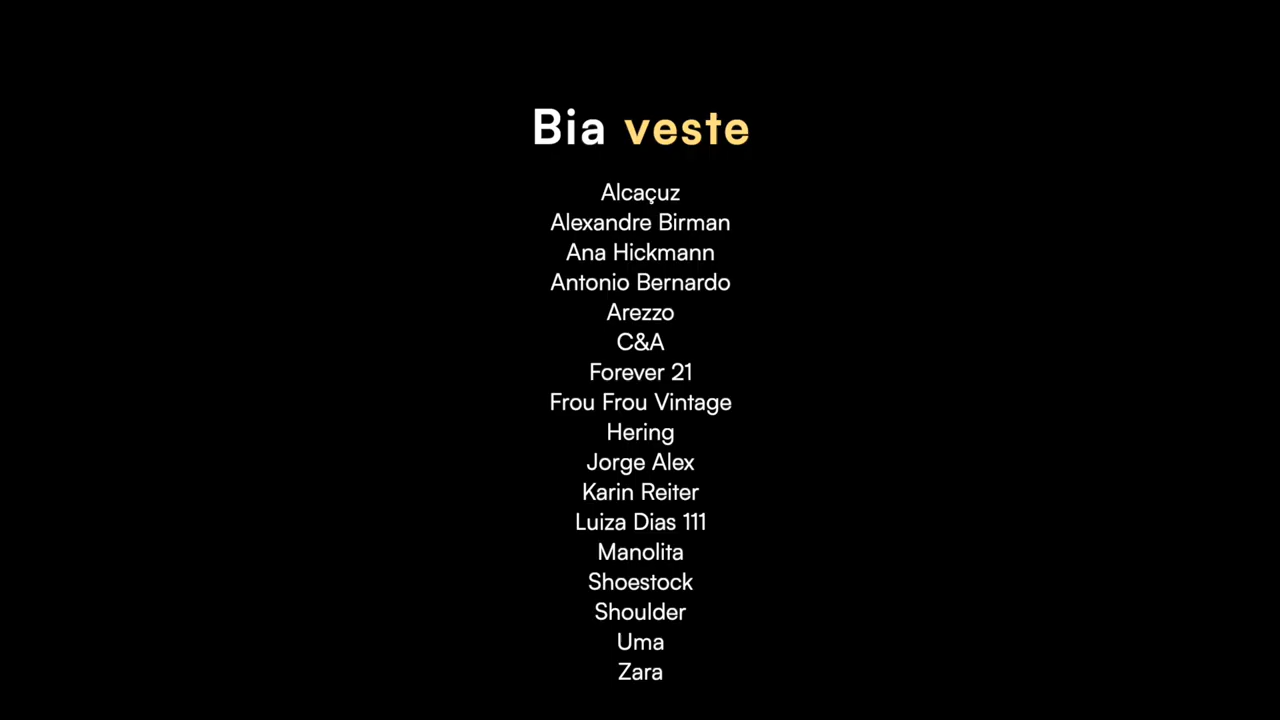 Bia veste
Alcaçuz
Alexandre Birman
Ana Hickmann
Antonio Bernardo
Arezzo
C&A
Forever 21
Frou Frou Vintage
Hering
Jorge Alex
Karin Reiter
Luiza Dias 111
Manolita
Shoestock
Shoulder
Uma
Zara